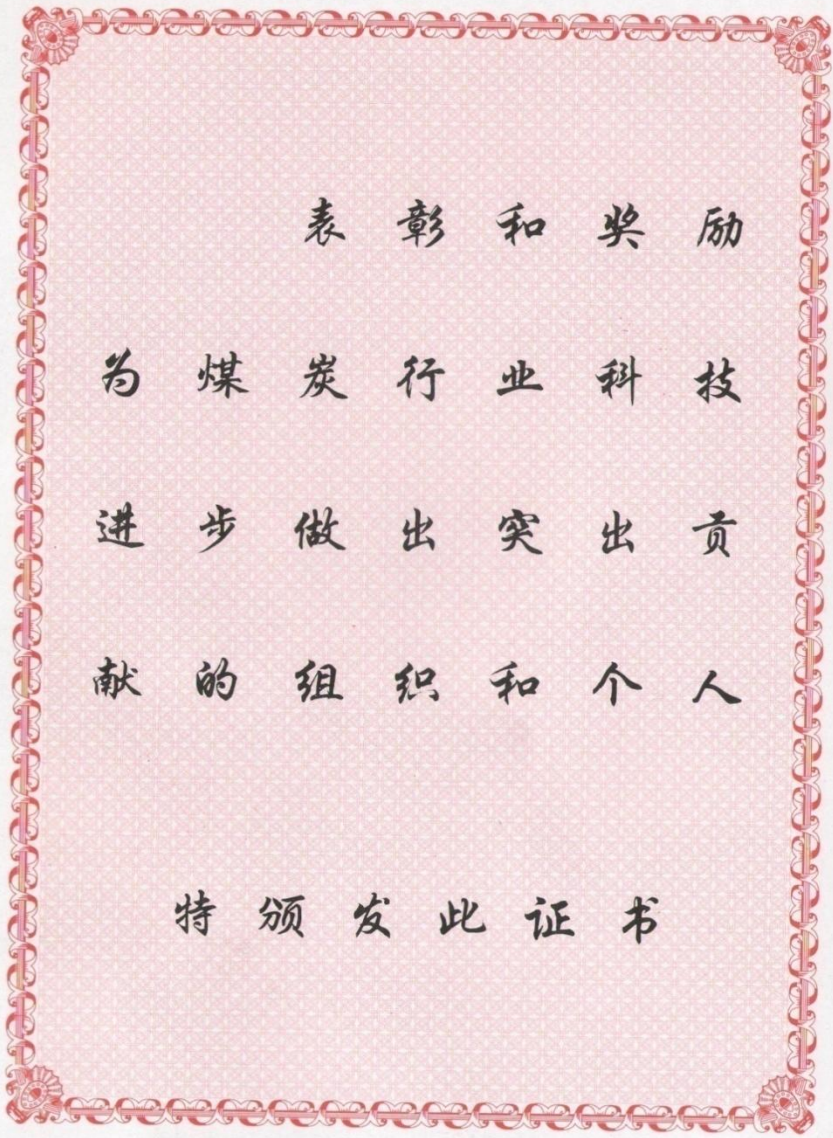 表彰和奖励
为煤炭行业科技
进步做出突出贡
献的组织和个人
特颁发此证书